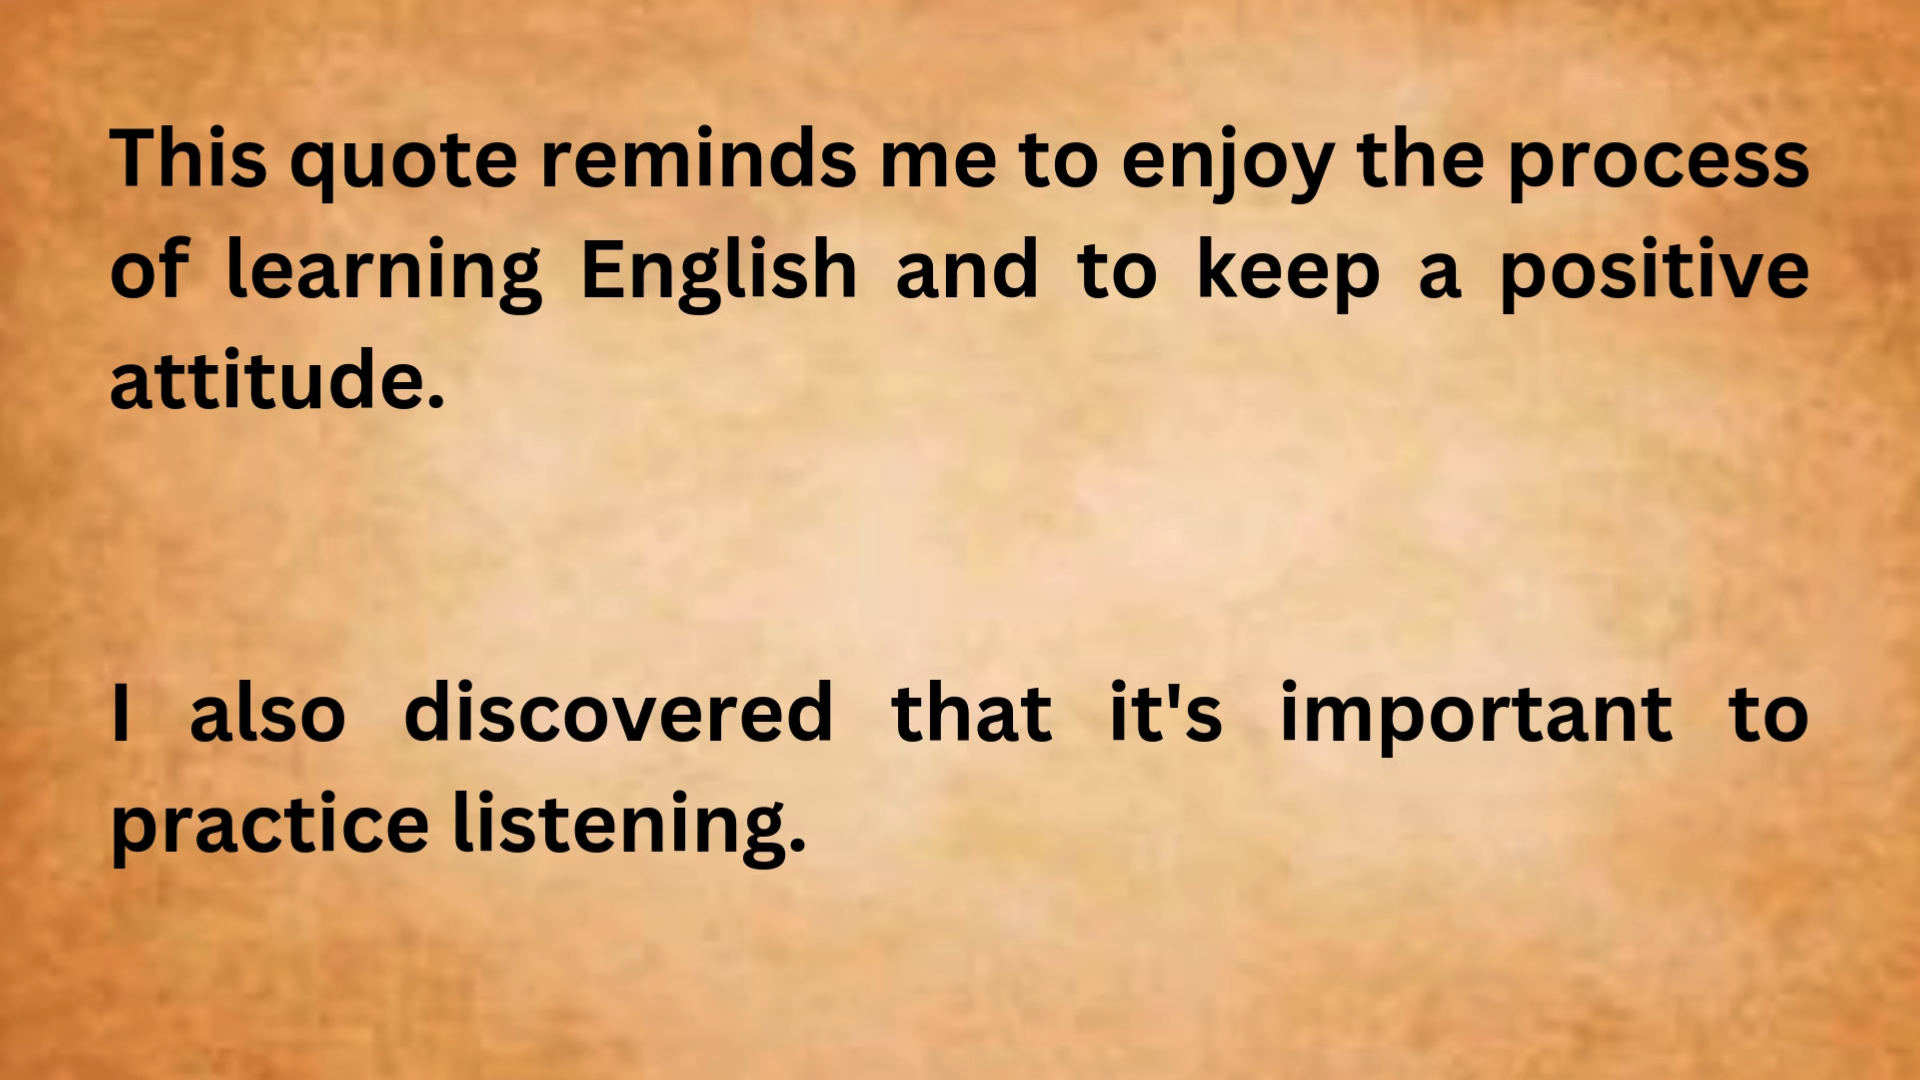 This quote reminds me to enjoy the process
of learning English and to keep a positive
attitude.
I also discovered that it's important to
practice listening.